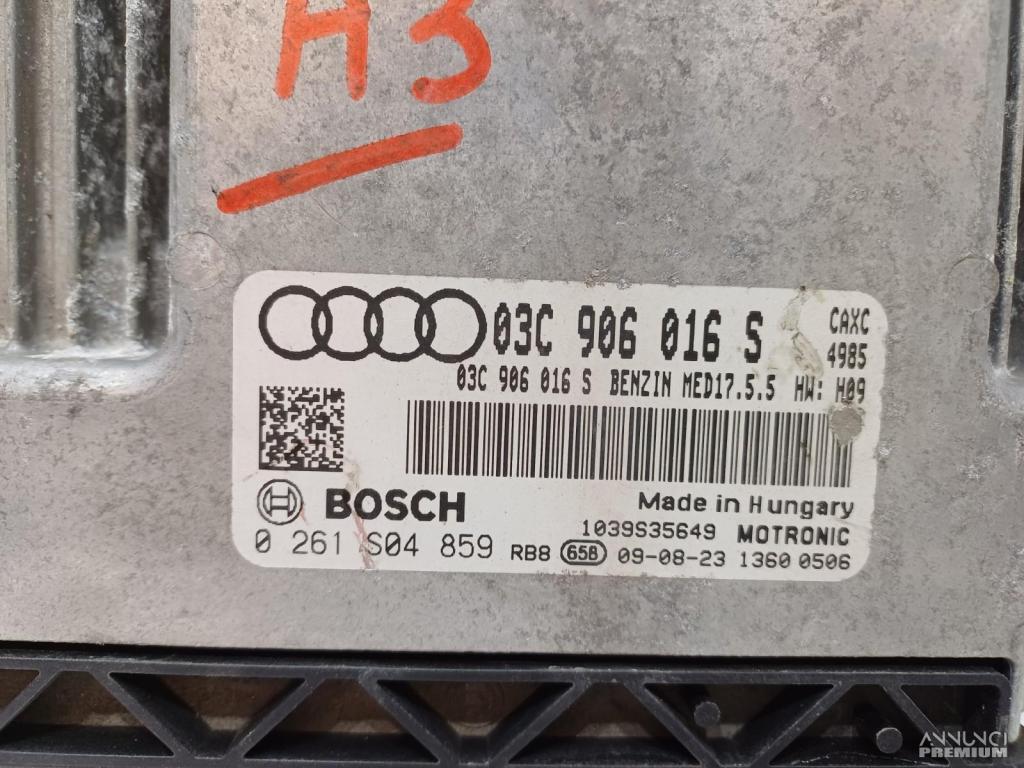 A3
03C 906 016 S
CAXC
4985
03C 906 016 S BENZIN MED17.5.5 HW: H09
BOSCH
Made in Hungary
1039S35649 MOTRONIC
0 261 S04 859 RB8 658 09-08-23 1360 0506
ANNUNCI
PREMIUM